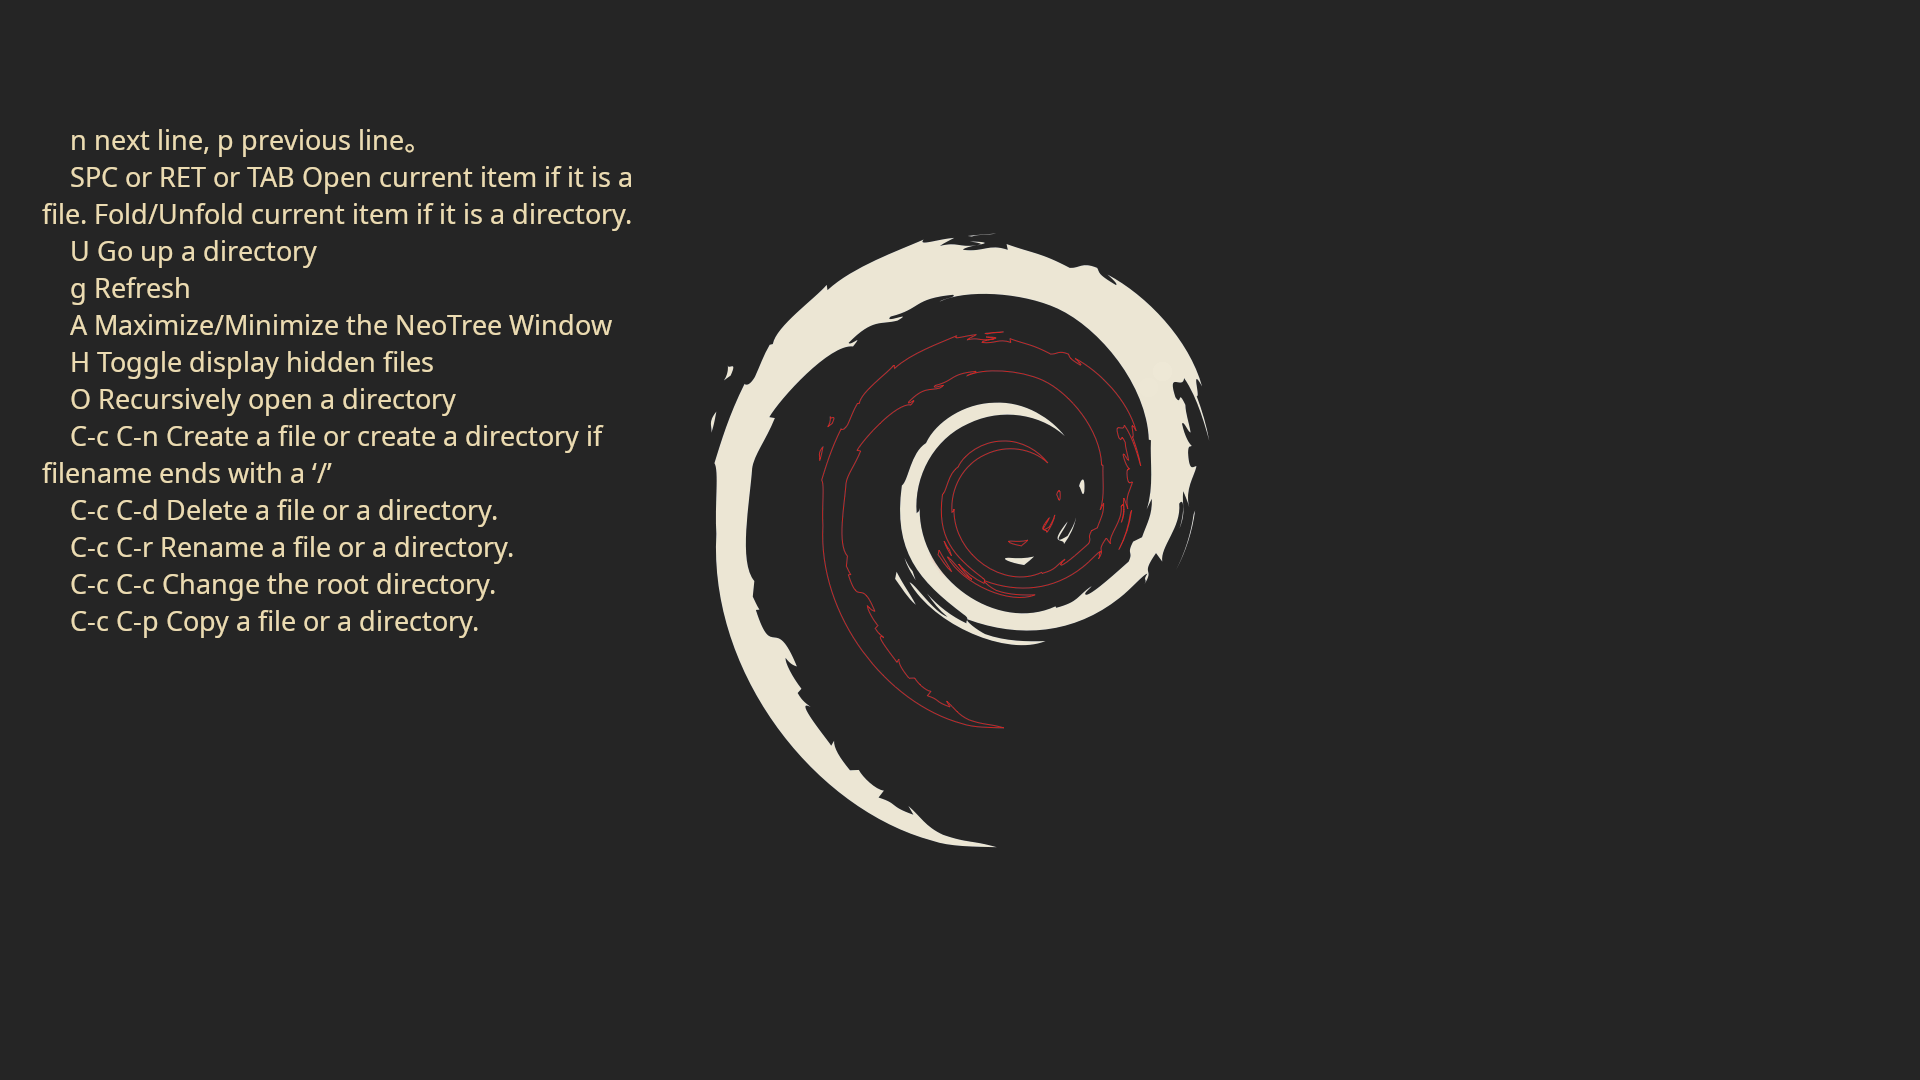 n next line, p previous line。
SPC or RET or TAB Open current item if it is a
file. Fold/Unfold current item if it is a directory.
U Go up a directory
g Refresh
A Maximize/Minimize the NeoTree Window
H Toggle display hidden files
O Recursively open a directory
C-c C-n Create a file or create a directory if
filename ends with a ‘/’
C-c C-d Delete a file or a directory.
C-c C-r Rename a file or a directory.
C-c C-c Change the root directory.
C-c C-p Copy a file or a directory.